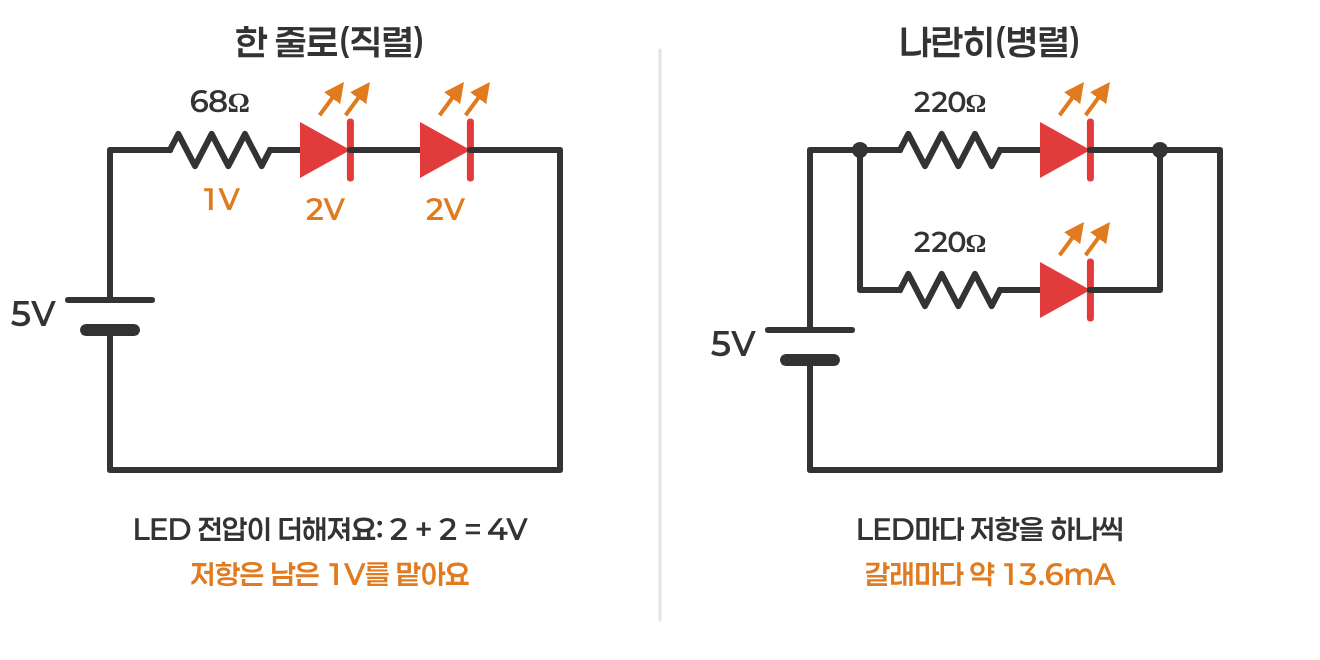 한 줄로(직렬)
68Ω
1V
2V
2V
5V
LED 전압이 더해져요: 2 + 2 = 4V
저항은 남은 1V를 맡아요
나란히(병렬)
220Ω
220Ω
5V
LED마다 저항을 하나씩
갈래마다 약 13.6mA